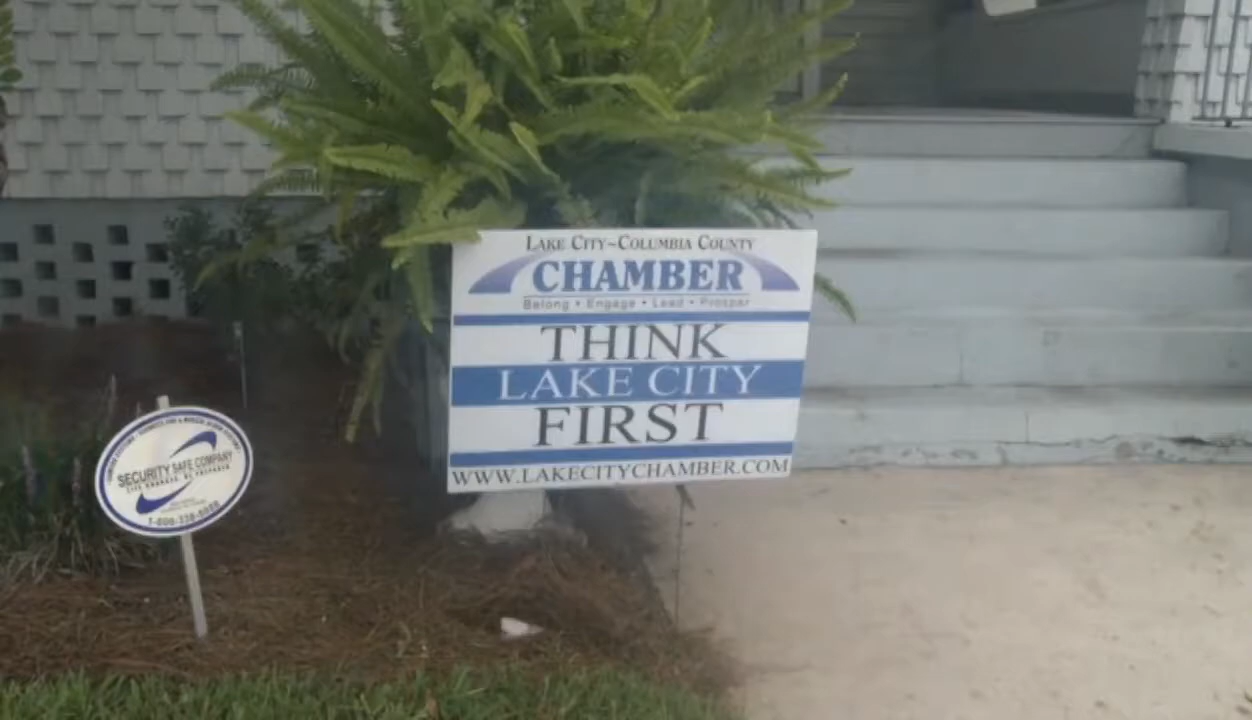 LAKE CITY~COLUMBIA COUNTY
CHAMBER
Belong • Engage • Lead • Prosper
THINK
LAKE CITY
FIRST
WWW.LAKECITYCHAMBER.COM
SECURITY SAFE COMPANY